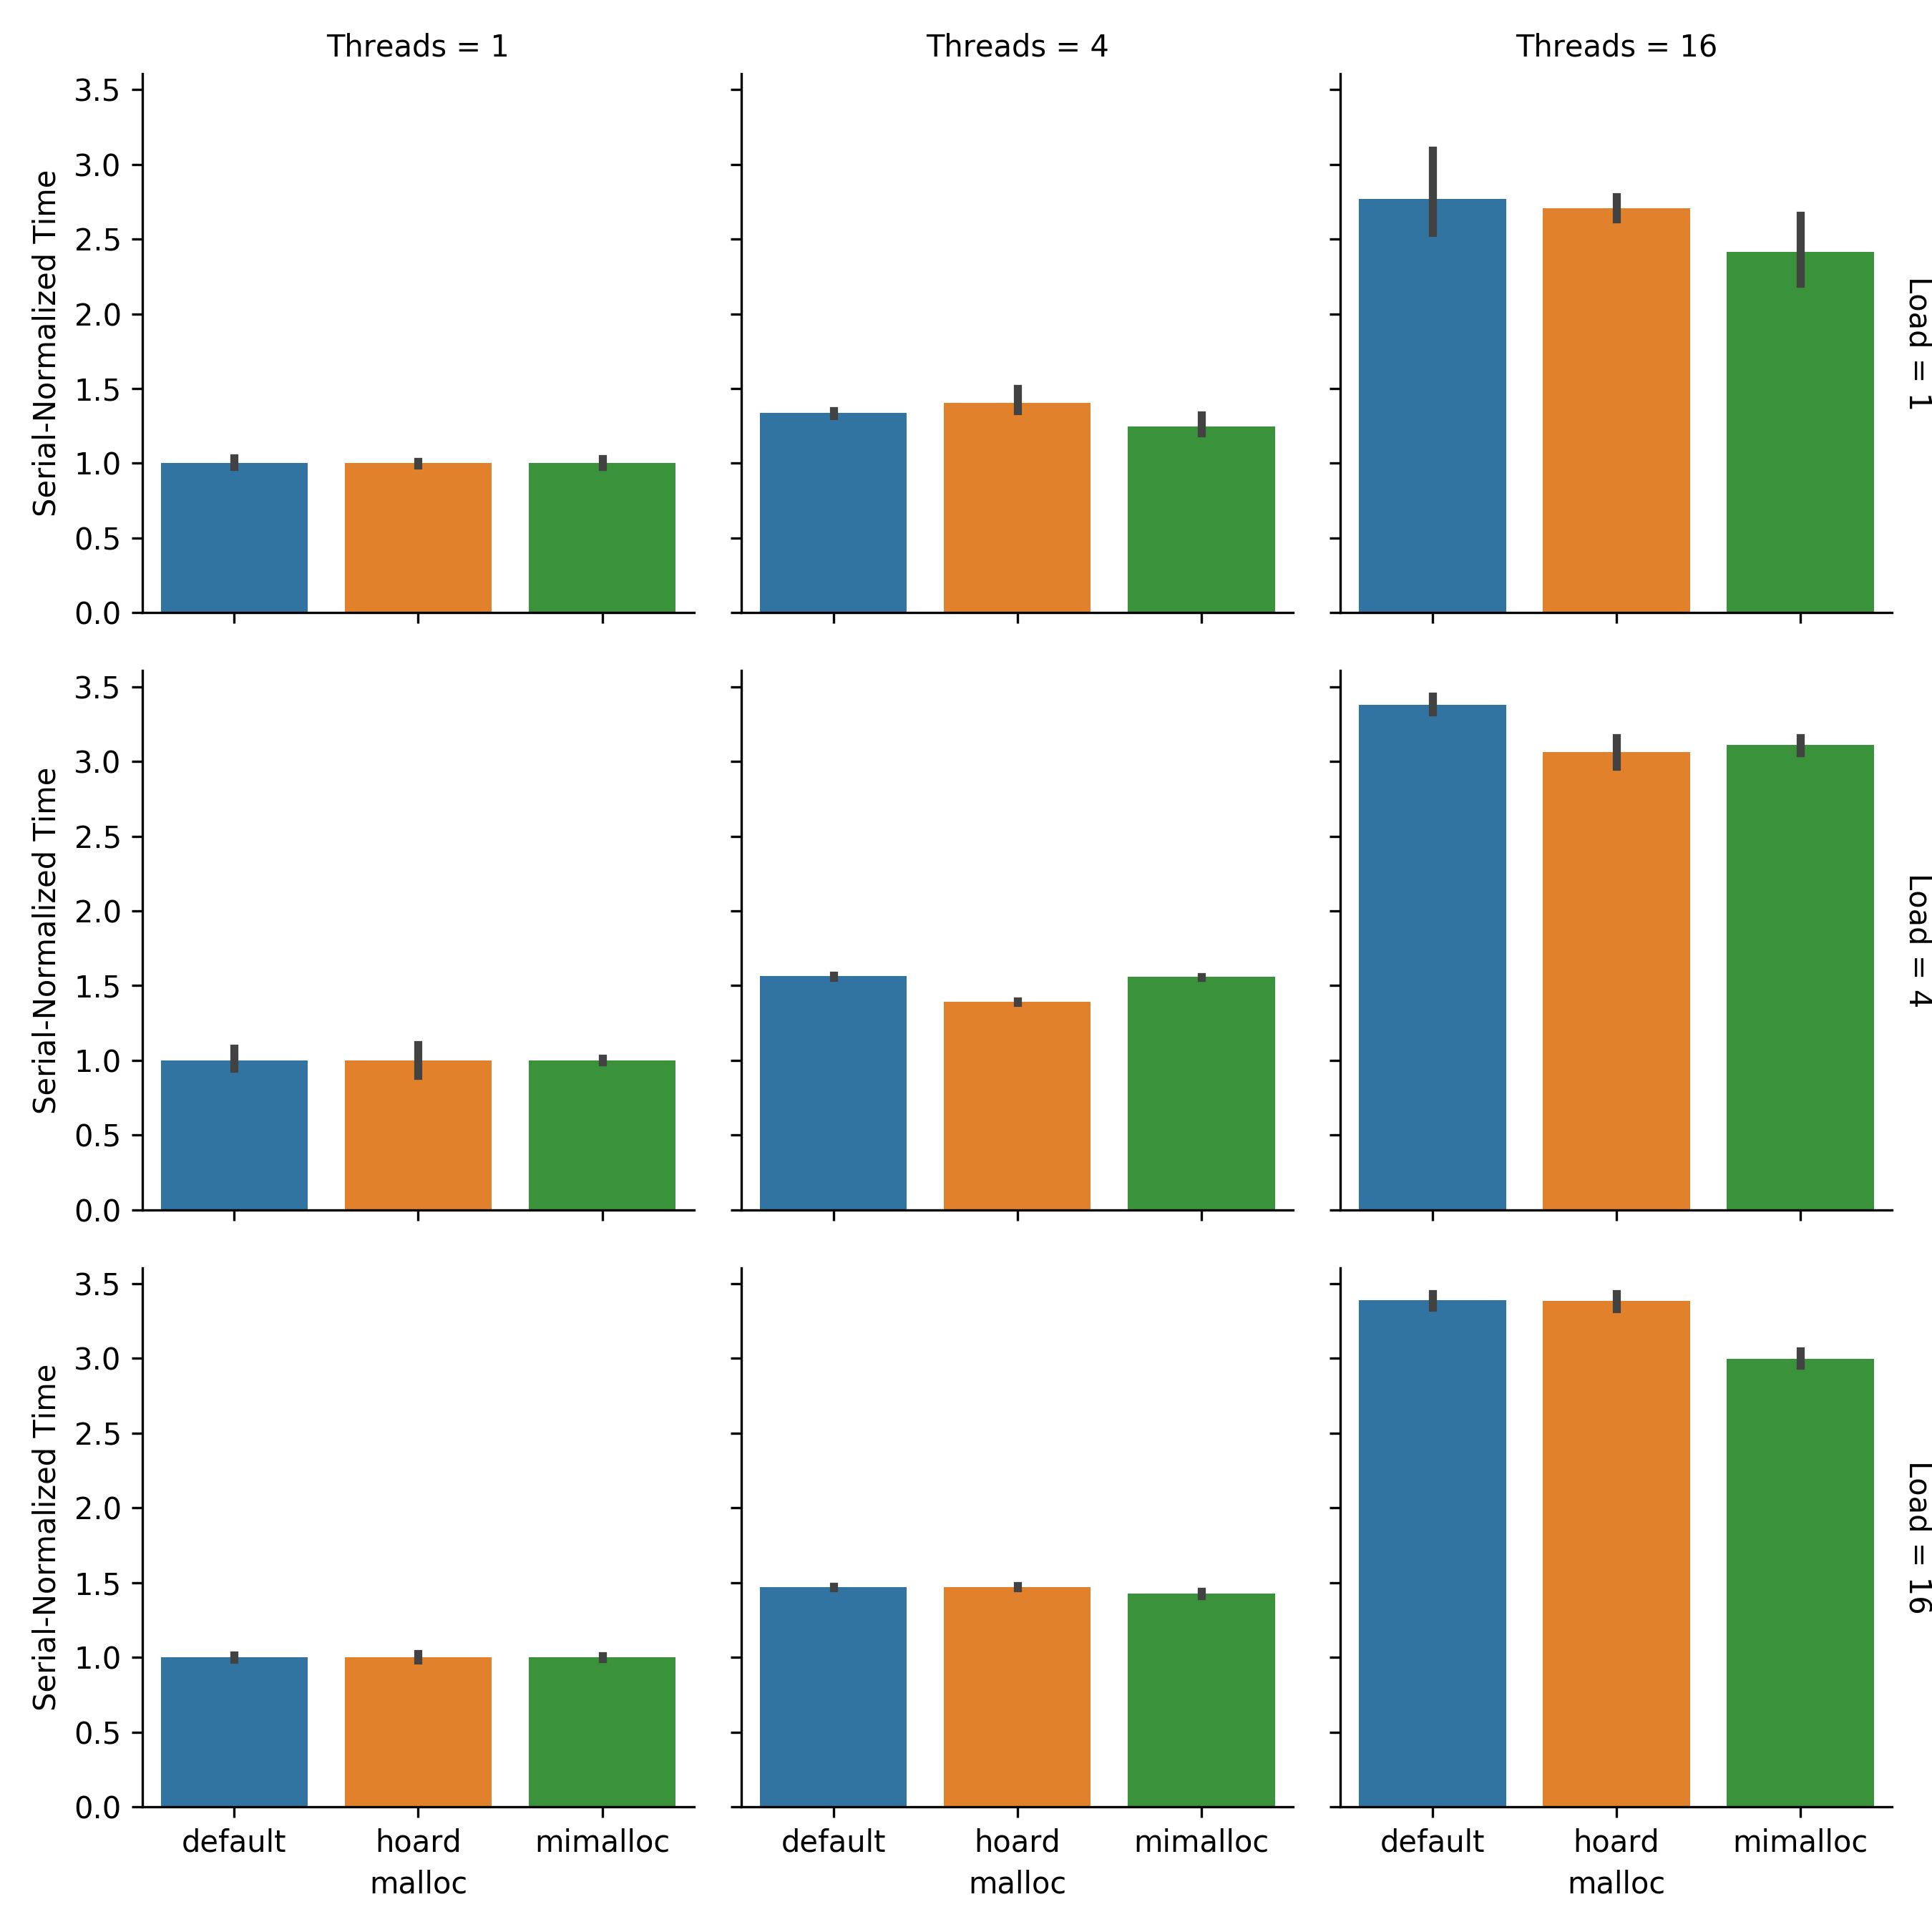 Threads = 1
Threads = 4
Threads = 16
3.5
3.0
2.5
2.0
1.5
1.0
0.5
0.0
Serial-Normalized Time
Load = 1
3.5
3.0
2.5
2.0
1.5
1.0
0.5
0.0
Serial-Normalized Time
Load = 4
3.5
3.0
2.5
2.0
1.5
1.0
0.5
0.0
Serial-Normalized Time
Load = 16
default hoard mimalloc
malloc
default hoard mimalloc
malloc
default hoard mimalloc
malloc